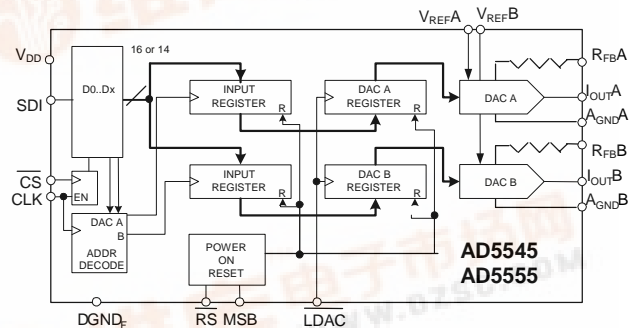 VREFA VREFB
16 or 14
VDD
RFBA
D0..Dx
SDI
INPUT
REGISTER
R
DAC A
REGISTER
R
DAC A
IOUTA
AGNDA
RFBB
CS
CLK
EN
INPUT
REGISTER
R
DAC B
REGISTER
R
DAC B
IOUTB
AGNDB
DAC A
B
ADDR
DECODE
POWER
ON
RESET
AD5545
AD5555
DGNDF
RS MSB
LDAC